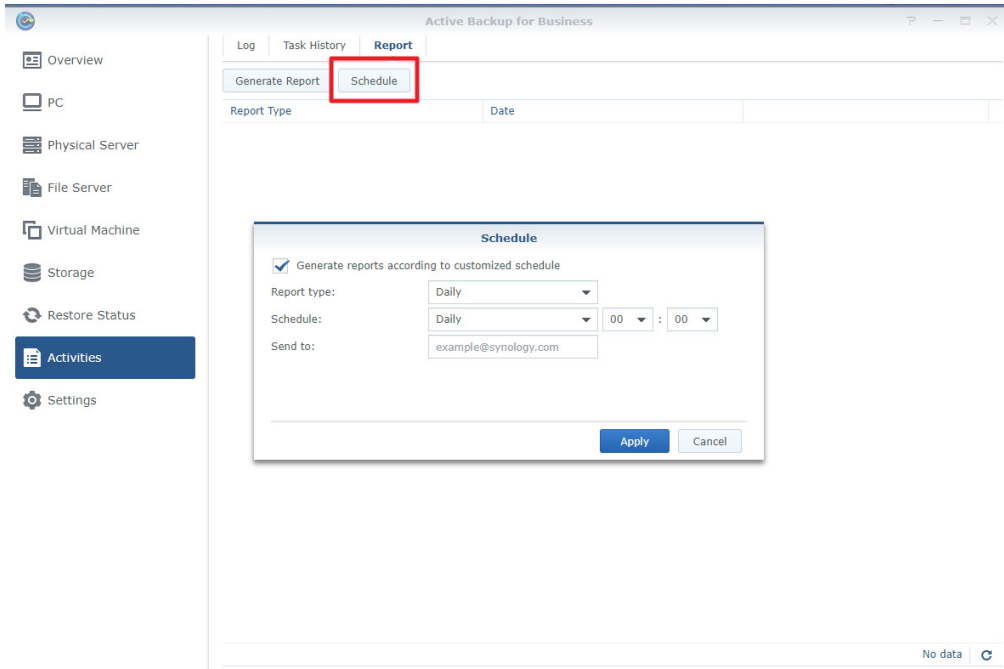 Active Backup for Business
Overview
PC
Physical Server
File Server
Virtual Machine
Storage
Restore Status
Activities
Settings
Log Task History Report
Generate Report Schedule
Report Type Date
Schedule
Generate reports according to customized schedule
Report type: Daily
Schedule: Daily 00 : 00
Send to: example@synology.com
Apply Cancel
No data